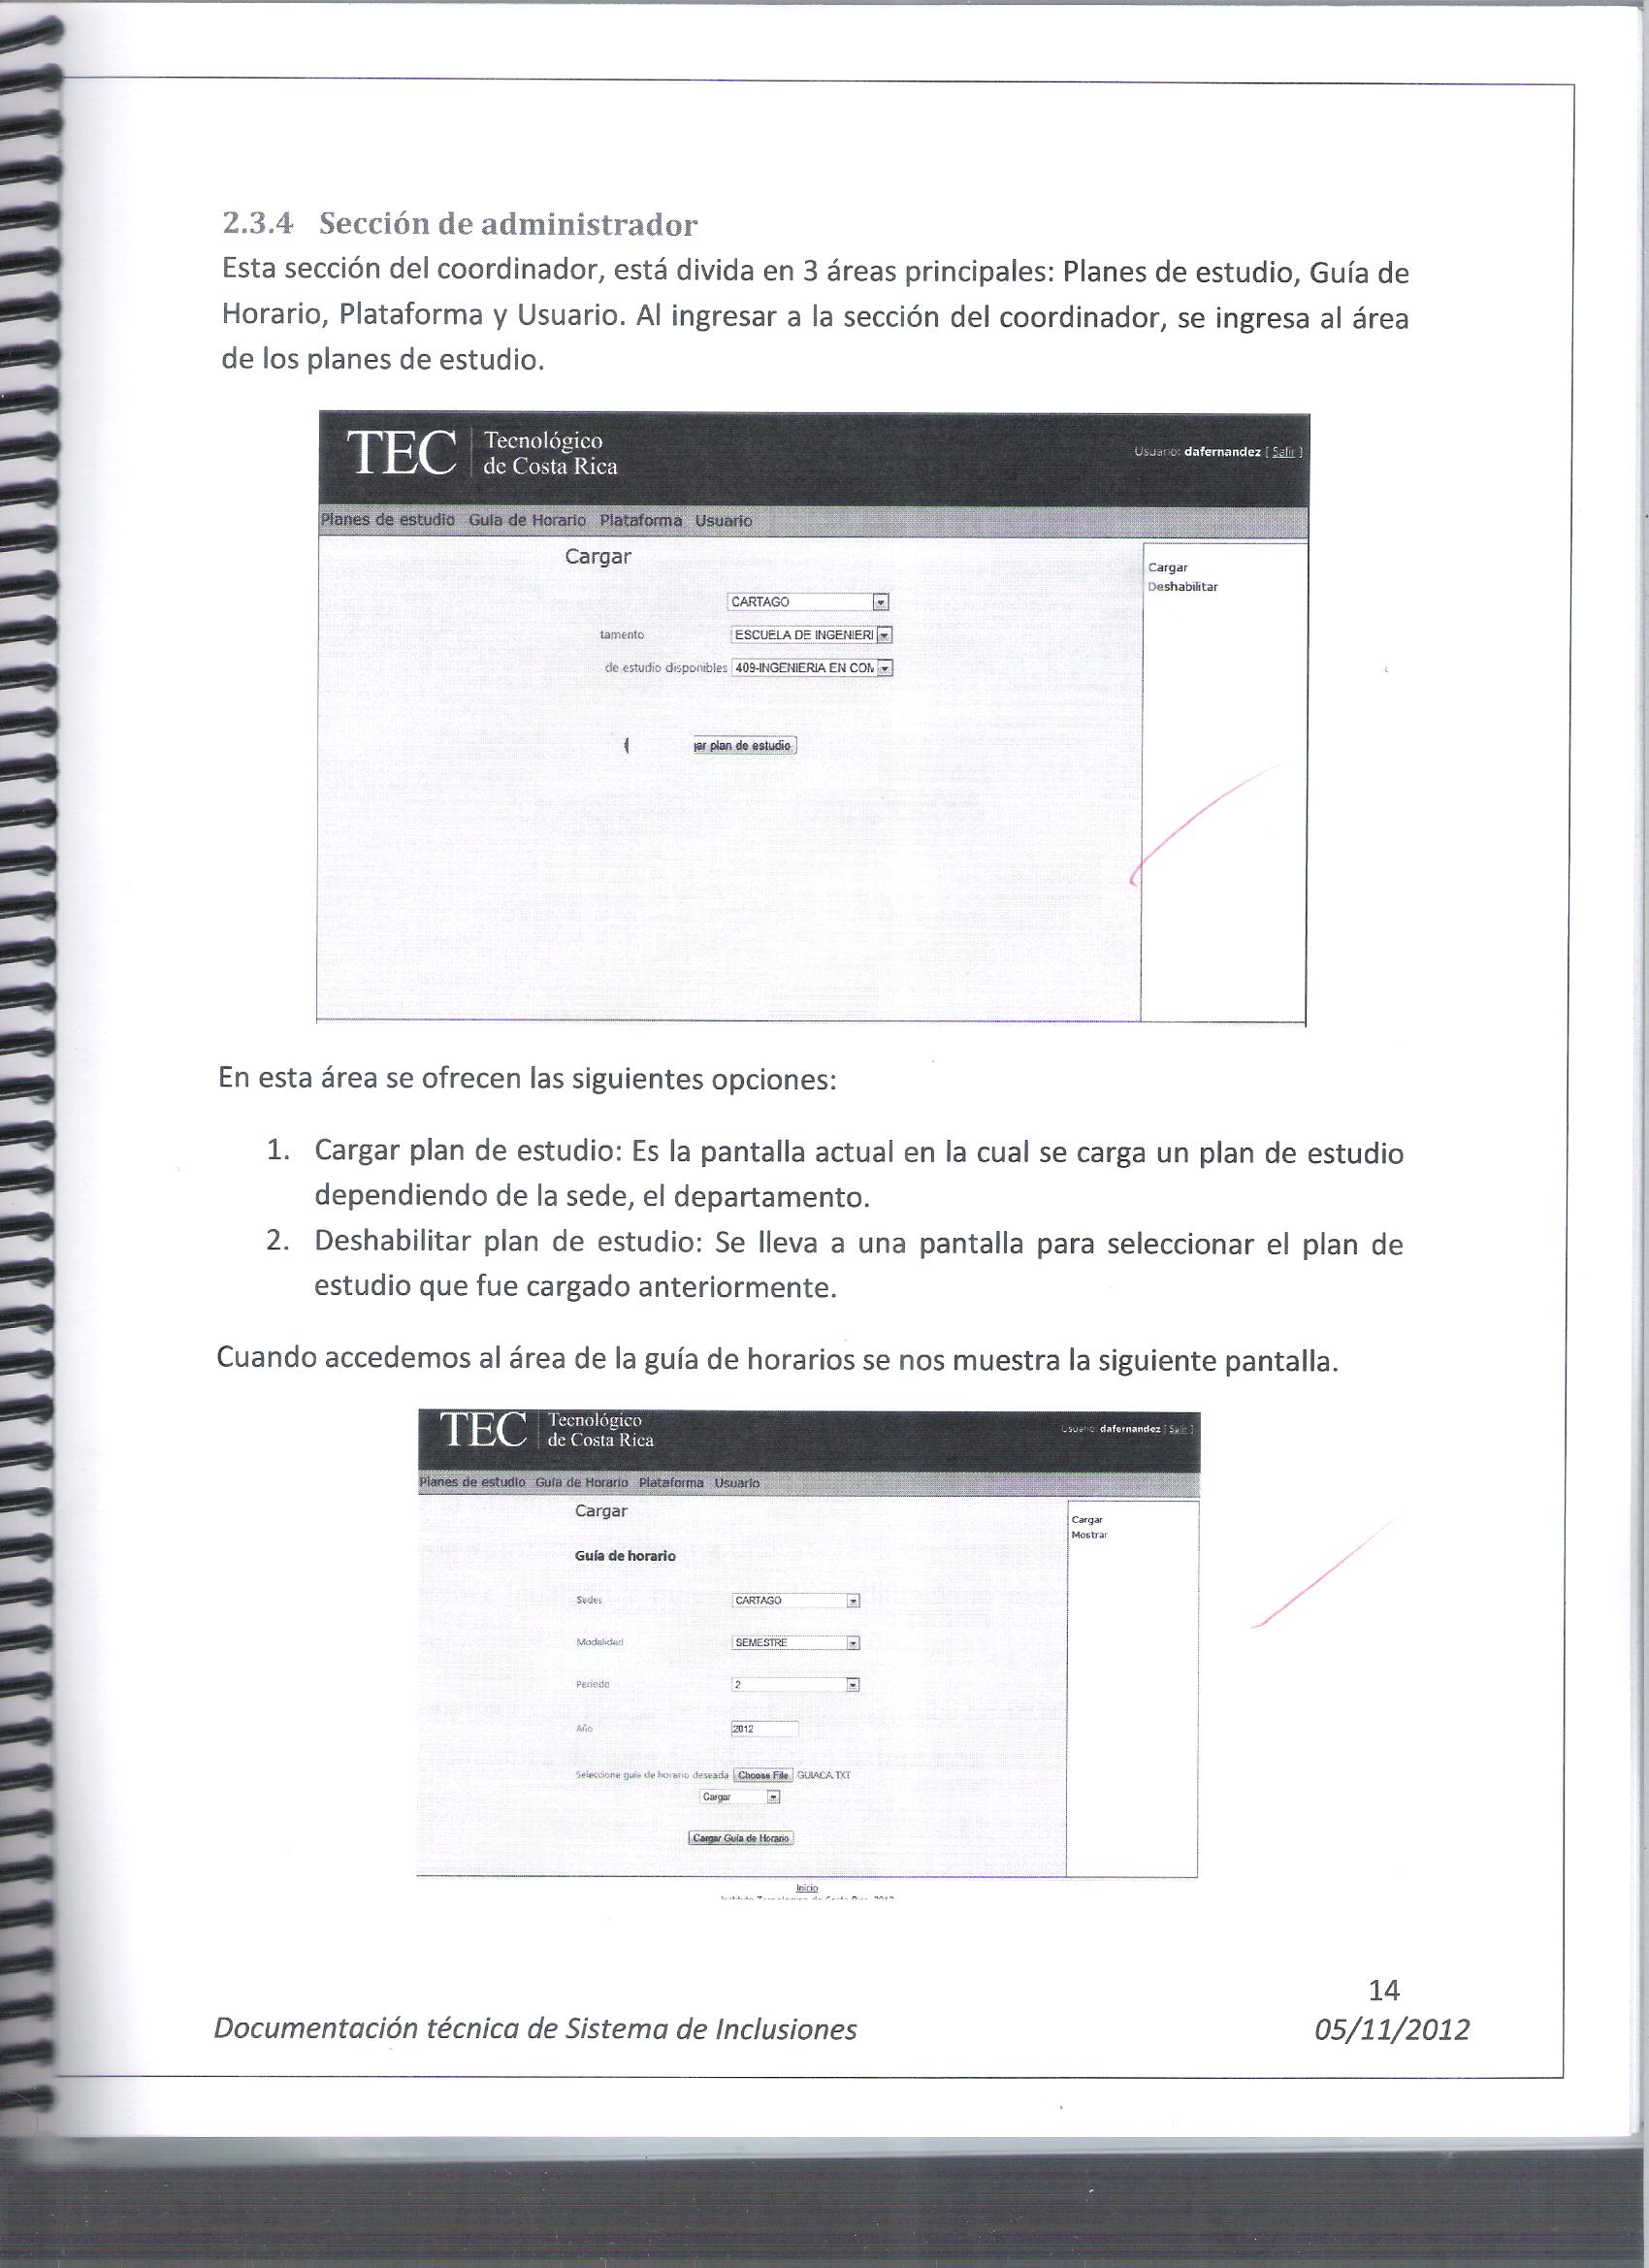 2.3.4 Sección de administrador
Esta sección del coordinador, está divida en 3 áreas principales: Planes de estudio, Guía de
Horario, Plataforma y Usuario. Al ingresar a la sección del coordinador, se ingresa al área
de los planes de estudio.
TEC Tecnológico
de Costa Rica
Usuario: dafernandez [ Salir ]
Planes de estudio Guía de Horario Plataforma Usuario
Cargar
CARTAGO
tamento ESCUELA DE INGENIERI
de estudio disponibles 409-INGENIERIA EN COM
jar plan de estudio
Cargar
Deshabilitar
En esta área se ofrecen las siguientes opciones:
1. Cargar plan de estudio: Es la pantalla actual en la cual se carga un plan de estudio
dependiendo de la sede, el departamento.
2. Deshabilitar plan de estudio: Se lleva a una pantalla para seleccionar el plan de
estudio que fue cargado anteriormente.
Cuando accedemos al área de la guía de horarios se nos muestra la siguiente pantalla.
TEC Tecnológico
de Costa Rica
Usuario: dafernandez [ Salir ]
Planes de estudio Guía de Horario Plataforma Usuario
Cargar
Guía de horario
Sedes CARTAGO
Modalidad SEMESTRE
Periodo 2
Año 2012
Seleccione guía de horario deseada Choose File GUIACA.TXT
Cargar
Cargar Guía de Horario
Cargar
Mostrar
Inicio
14
Documentación técnica de Sistema de Inclusiones 05/11/2012